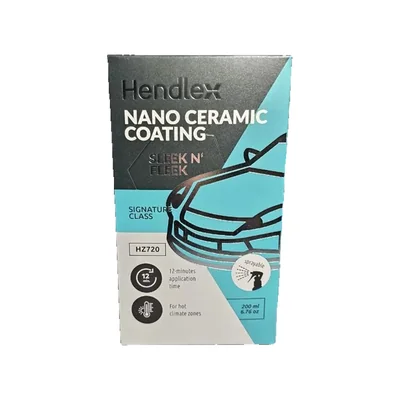 Hendlex
NANO CERAMIC
COATING
SLEEK N'
FLEEK
SIGNATURE
CLASS
HZ720
sprayable
12
12 minutes
application
time
For hot
climate zones
200 ml
6.76 oz